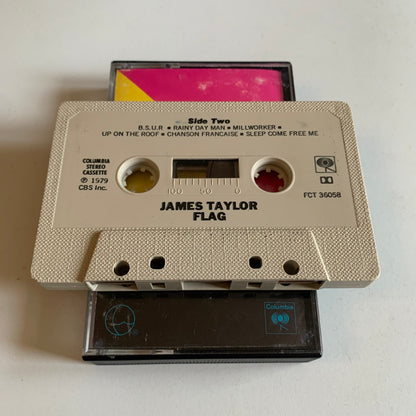 Side Two
B.S.U.R. • RAINY DAY MAN • MILLWORKER •
UP ON THE ROOF • CHANSON FRANCAISE • SLEEP COME FREE ME
COLUMBIA
STEREO
CASSETTE
℗ 1979
CBS Inc.
100 50 0
FCT 36058
JAMES TAYLOR
FLAG
Columbia